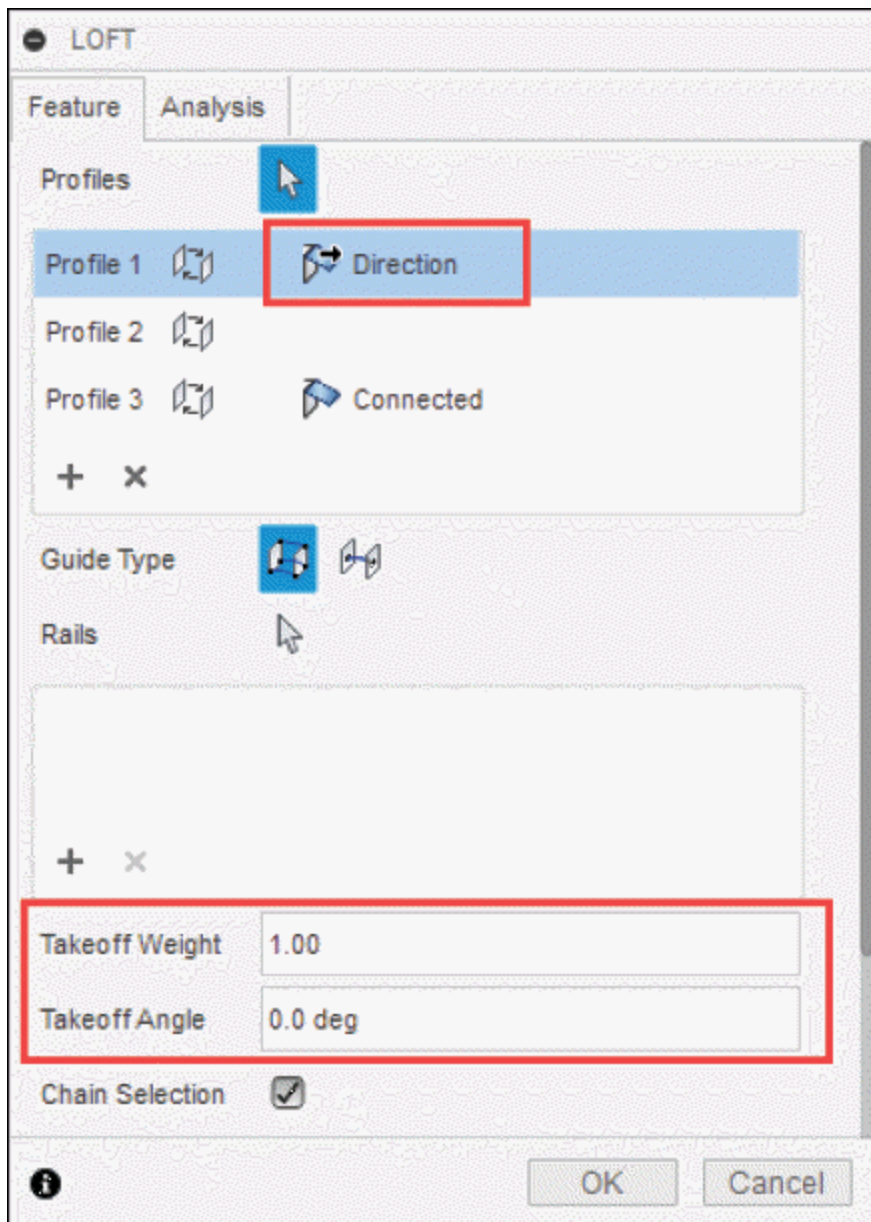 LOFT
Feature Analysis
Profiles
Profile 1 Direction
Profile 2
Profile 3 Connected
Guide Type
Rails
Takeoff Weight 1.00
Takeoff Angle 0.0 deg
Chain Selection
OK Cancel